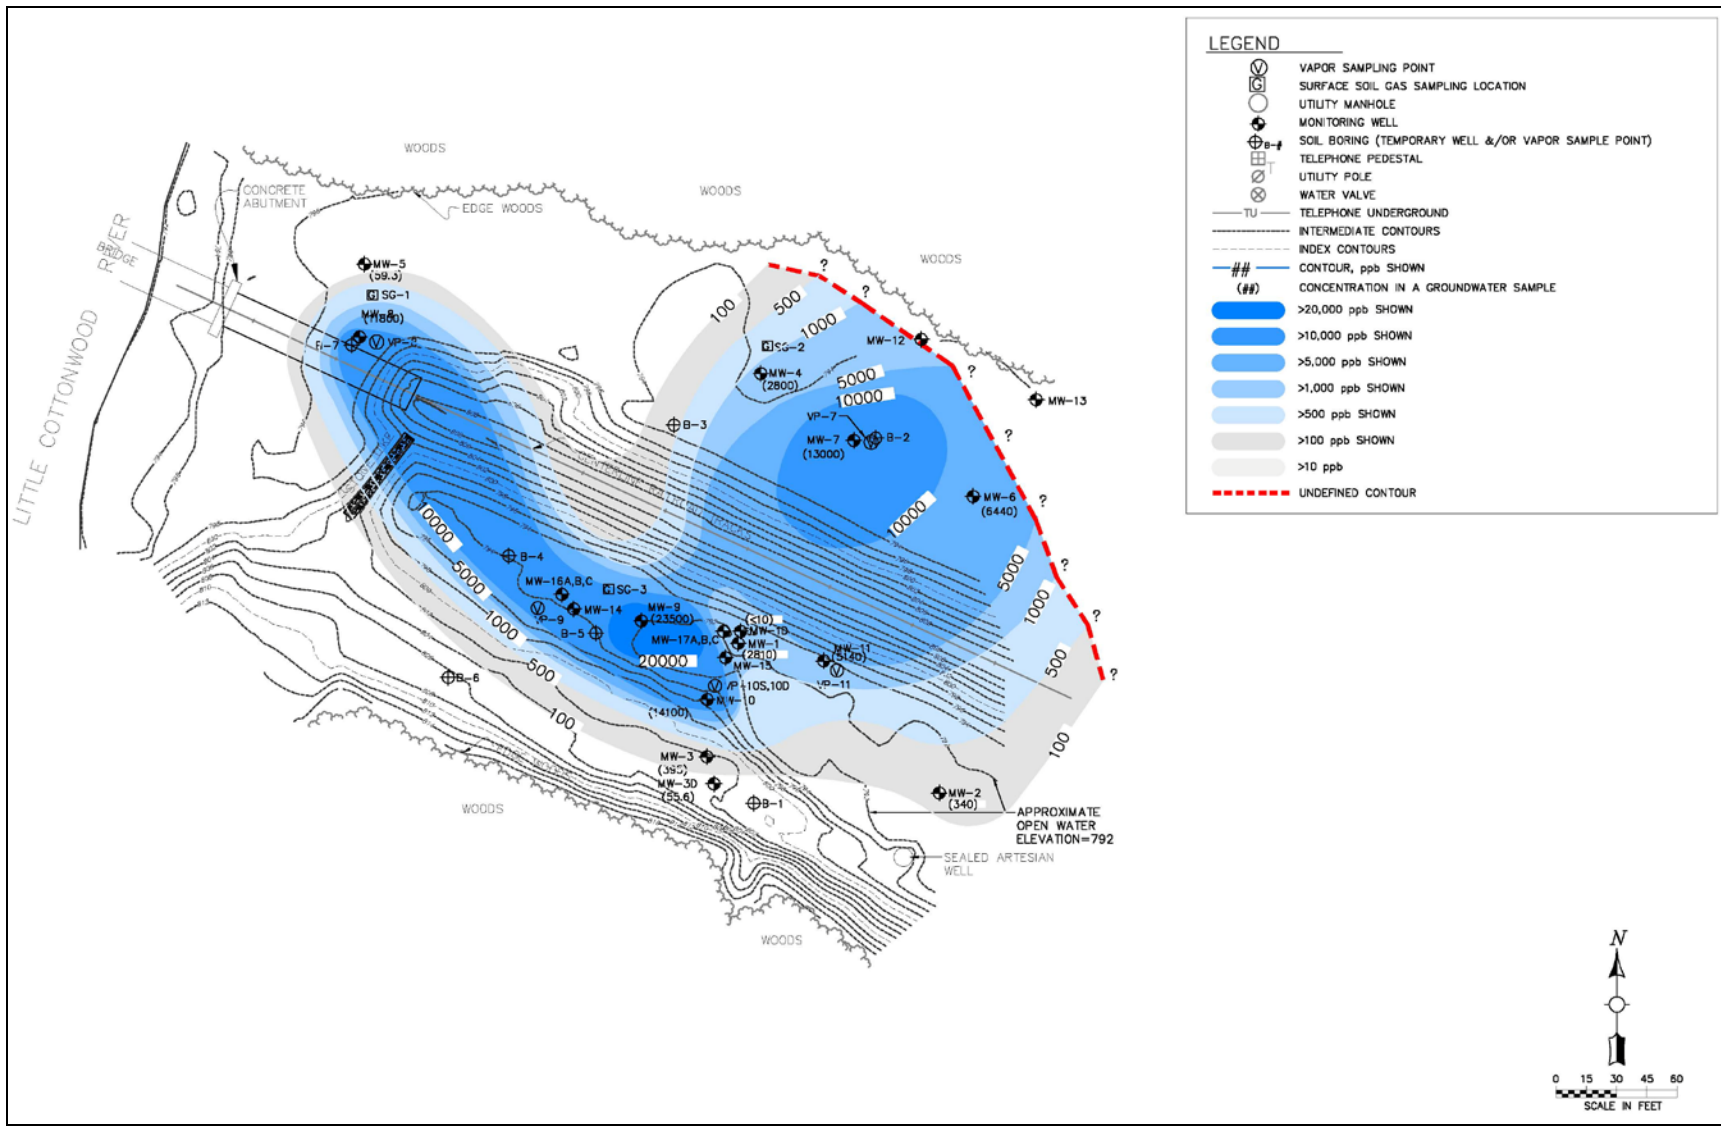 LEGEND
VAPOR SAMPLING POINT
SURFACE SOIL GAS SAMPLING LOCATION
UTILITY MANHOLE
MONITORING WELL
B-# SOIL BORING (TEMPORARY WELL &/OR VAPOR SAMPLE POINT)
TELEPHONE PEDESTAL
UTILITY POLE
WATER VALVE
TU TELEPHONE UNDERGROUND
INTERMEDIATE CONTOURS
INDEX CONTOURS
## CONTOUR, ppb SHOWN
(##) CONCENTRATION IN A GROUNDWATER SAMPLE
>20,000 ppb SHOWN
>10,000 ppb SHOWN
>5,000 ppb SHOWN
>1,000 ppb SHOWN
>500 ppb SHOWN
>100 ppb SHOWN
>10 ppb
UNDEFINED CONTOUR
WOODS
WOODS
WOODS
CONCRETE
ABUTMENT
EDGE WOODS
BRIDGE
LITTLE COTTONWOOD RIVER
MW-5
(59.3)
G SG-1
MW-8
(11800)
V
100
500
1000
G SG-2
MW-4
(2800)
MW-12
MW-13
5000
10000
VP-7
MW-7
(13000)
B-2
B-3
MW-6
(6440)
10000
5000
1000
500
100
?
?
?
?
?
?
?
?
10000
5000
1000
500
100
B-4
MW-16A,B,C
G SG-3
V
VP-9
MW-14
B-5
MW-9
(23500)
20000
MW-17A,B,C
(≤10)
MW-1D
MW-1
(2810)
MW-15
MW-11
(5140)
V
VP-11
V
VP-10S,10D
MW-10
(14100)
B-6
MW-3
(395)
MW-3D
(55.6)
B-1
MW-2
(340)
APPROXIMATE
OPEN WATER
ELEVATION=792
SEALED ARTESIAN
WELL
WOODS
WOODS
N
0 15 30 45 60
SCALE IN FEET